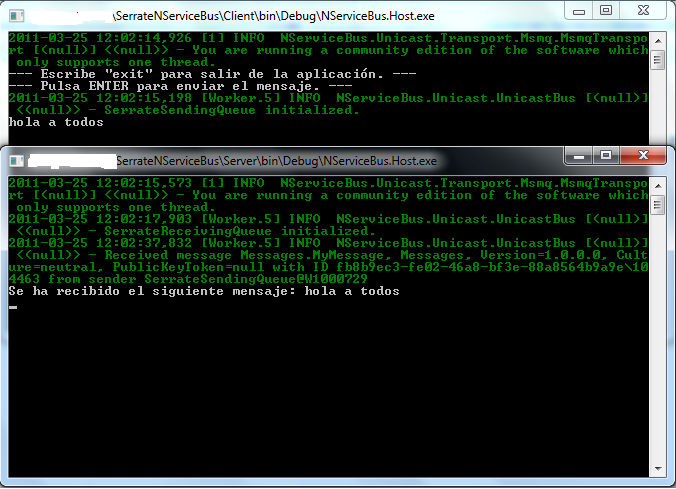 \SerrateNServiceBus\Client\bin\Debug\NServiceBus.Host.exe
2011-03-25 12:02:14,926 [1] INFO  NServiceBus.Unicast.Transport.Msmq.MsmqTranspo
rt [(null)] <(null)> - You are running a community edition of the software which
 only supports one thread.
--- Escribe "exit" para salir de la aplicación. ---
--- Pulsa ENTER para enviar el mensaje. ---
2011-03-25 12:02:15,198 [Worker.5] INFO  NServiceBus.Unicast.UnicastBus [(null)]
 <(null)> - SerrateSendingQueue initialized.
hola a todos
SerrateNServiceBus\Server\bin\Debug\NServiceBus.Host.exe
2011-03-25 12:02:15,573 [1] INFO  NServiceBus.Unicast.Transport.Msmq.MsmqTranspo
rt [(null)] <(null)> - You are running a community edition of the software which
 only supports one thread.
2011-03-25 12:02:17,903 [Worker.5] INFO  NServiceBus.Unicast.UnicastBus [(null)]
 <(null)> - SerrateReceivingQueue initialized.
2011-03-25 12:02:37,832 [Worker.5] INFO  NServiceBus.Unicast.UnicastBus [(null)]
 <(null)> - Received message Messages.MyMessage, Messages, Version=1.0.0.0, Cult
ure=neutral, PublicKeyToken=null with ID fb8b9ec3-fe02-46a8-bf3e-88a8564b9a9e\10
4463 from sender SerrateSendingQueue@W1000729
Se ha recibido el siguiente mensaje: hola a todos